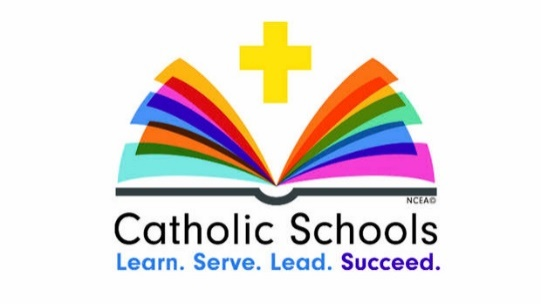 NCEA©
Catholic Schools
Learn. Serve. Lead. Succeed.